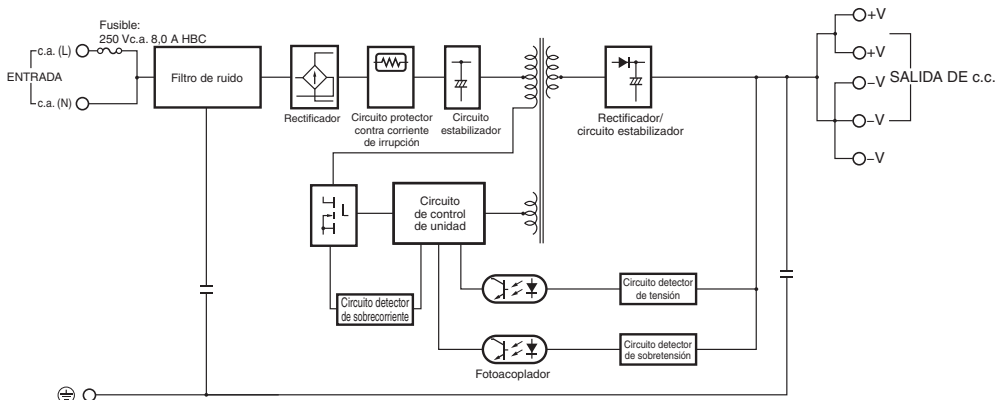 Fusible:
250 Vc.a. 8,0 A HBC
c.a. (L)
ENTRADA
c.a. (N)
Filtro de ruido
Rectificador
Circuito protector
contra corriente
de irrupción
Circuito
estabilizador
Rectificador/
circuito estabilizador
+V
+V
–V
–V
–V
SALIDA DE c.c.
Circuito
de control
de unidad
Circuito detector
de sobrecorriente
Circuito detector
de tensión
Circuito detector
de sobretensión
Fotoacoplador